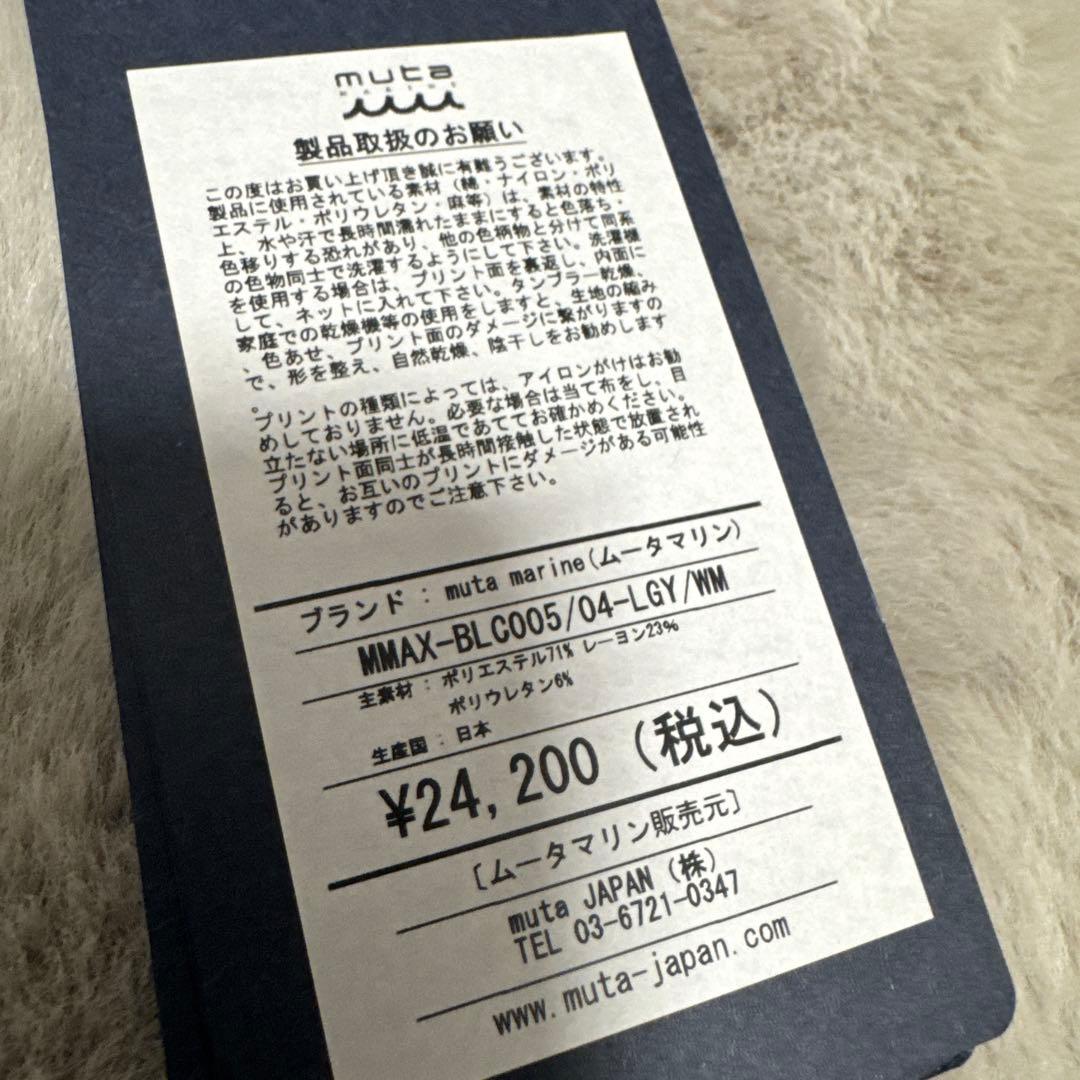 muta
MARINE
製品取扱のお願い
この度はお買い上げ頂き誠に有難うございます。
製品に使用されている素材（綿・ナイロン・ポリ
エステル・ポリウレタン・麻等）は、素材の特性
上、水や汗で長時間濡れたままにすると色落ち・
色移りする恐れがあり、他の色柄物と分けて同系
の色物同士で洗濯するようにして下さい。洗濯機
を使用する場合は、プリント面を裏返し、内面に
して、ネットに入れて下さい。タンブラー乾燥、
家庭での乾燥機等の使用をしますと、生地の縮み
、色あせ、プリント面のダメージに繋がりますの
で、形を整え、自然乾燥、陰干しをお勧めします
。
プリントの種類によっては、アイロンがけはお勧
めしておりません。必要な場合は当て布をし、目
立たない場所に低温であててお確かめください。
プリント面同士が長時間接触した状態で放置され
ると、お互いのプリントにダメージがある可能性
がありますのでご注意下さい。
ブランド : muta marine(ムータマリン)
MMAX-BLC005/04-LGY/WM
主素材 : ポリエステル71% レーヨン23%
ポリウレタン6%
生産国 : 日本
¥24,200 (税込)
[ムータマリン販売元]
muta JAPAN (株)
TEL 03-6721-0347
www.muta-japan.com